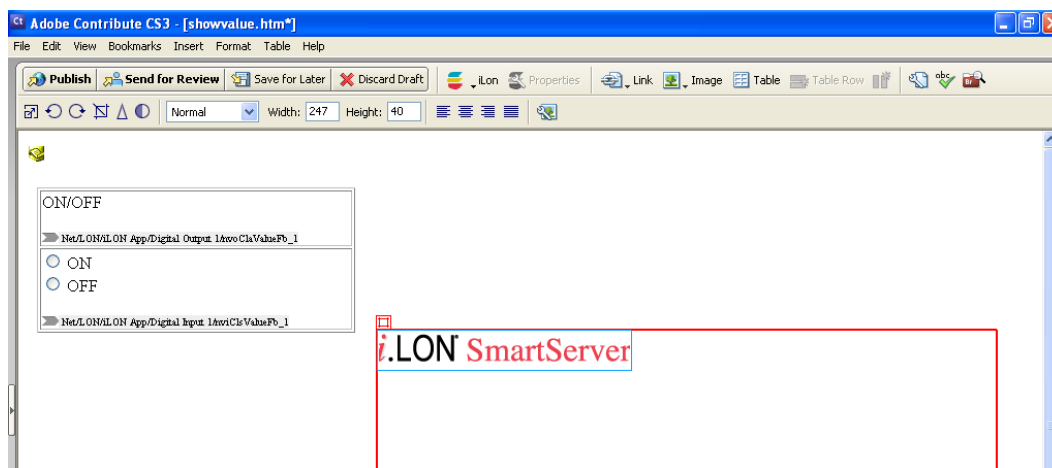 Ct Adobe Contribute CS3 - [showvalue.htm*]
File Edit View Bookmarks Insert Format Table Help
Publish Send for Review Save for Later Discard Draft iLon Properties Link Image Table Table Row abc
Normal Width: 247 Height: 40
ON/OFF
Net/LON/iLON App/Digital Output 1/nvoClsValueFb_1
ON
OFF
Net/LON/iLON App/Digital Input 1/nviClsValueFb_1
i.LON SmartServer